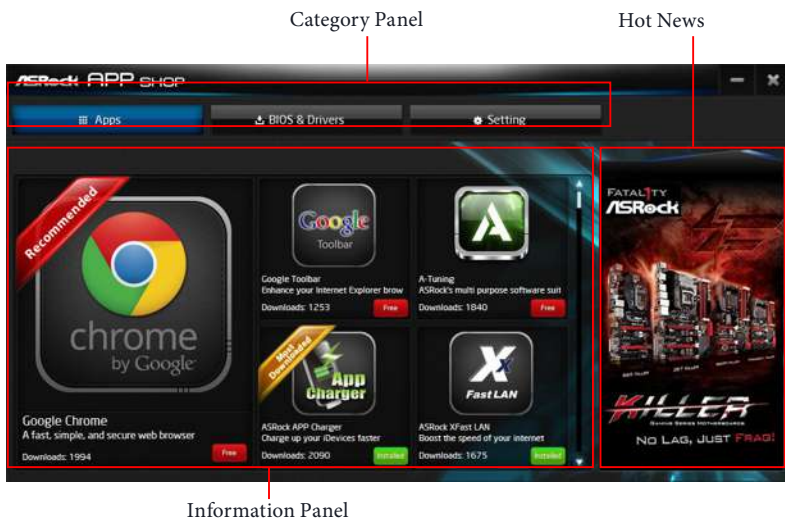 Category Panel
Hot News
ASRock APP SHOP
Apps
BIOS & Drivers
Setting
Recommended
chrome
by Google
Google Chrome
A fast, simple, and secure web browser
Downloads: 1994
Free
Google
Toolbar
Google Toolbar
Enhance your Internet Explorer brow
Downloads: 1253
Free
A-Tuning
ASRock's multi purpose software suit
Downloads: 1840
Free
Most
Downloaded
App
Charger
ASRock APP Charger
Charge up your iDevices faster
Downloads: 2090
Installed
X
Fast LAN
ASRock XFast LAN
Boost the speed of your internet
Downloads: 1675
Installed
FATAL1TY
ASRock
KILLER
GAMING SERIES MOTHERBOARDS
NO LAG, JUST FRAG!
Information Panel